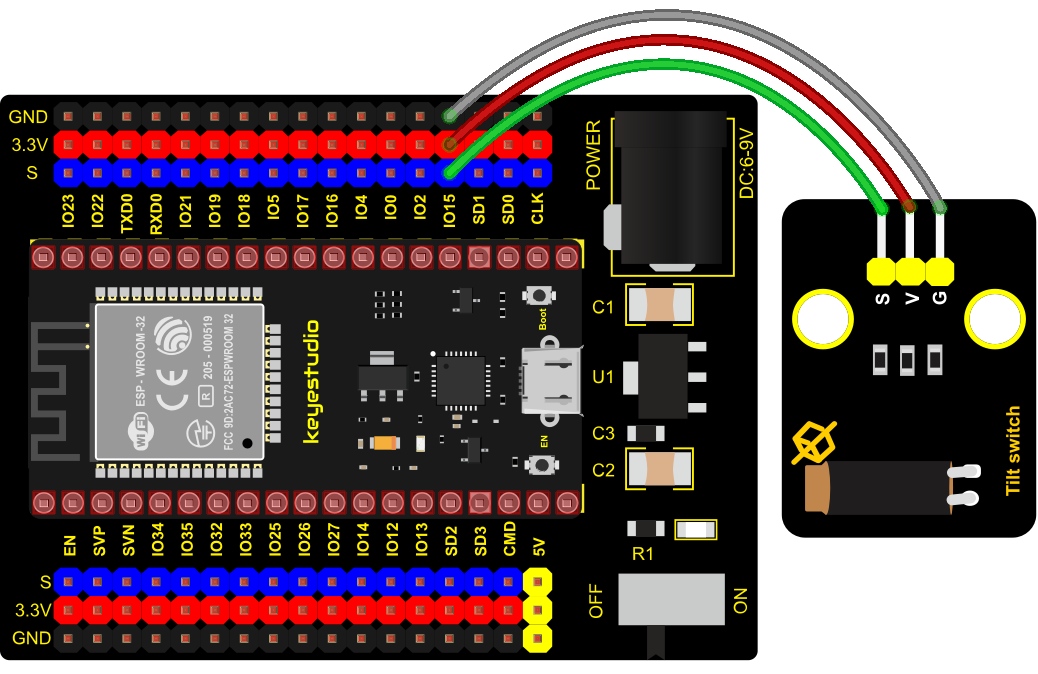 GND
3.3V
S
IO23
IO22
TXD0
RXD0
IO21
IO19
IO18
IO5
IO17
IO16
IO4
IO0
IO2
IO15
SD1
SD0
CLK
POWER
DC:6-9V
C1
U1
C3
C2
R1
OFF
ON
Boot
EN
keyestudio
WiFi
ESP - WROOM-32
CE
R
205 - 000519
FCC 9D:2AC72-ESPWROOM 32
EN
SVP
SVN
IO34
IO35
IO32
IO33
IO25
IO26
IO27
IO14
IO12
IO13
SD2
SD3
CMD
5V
S
3.3V
GND
S
V
G
Tilt switch